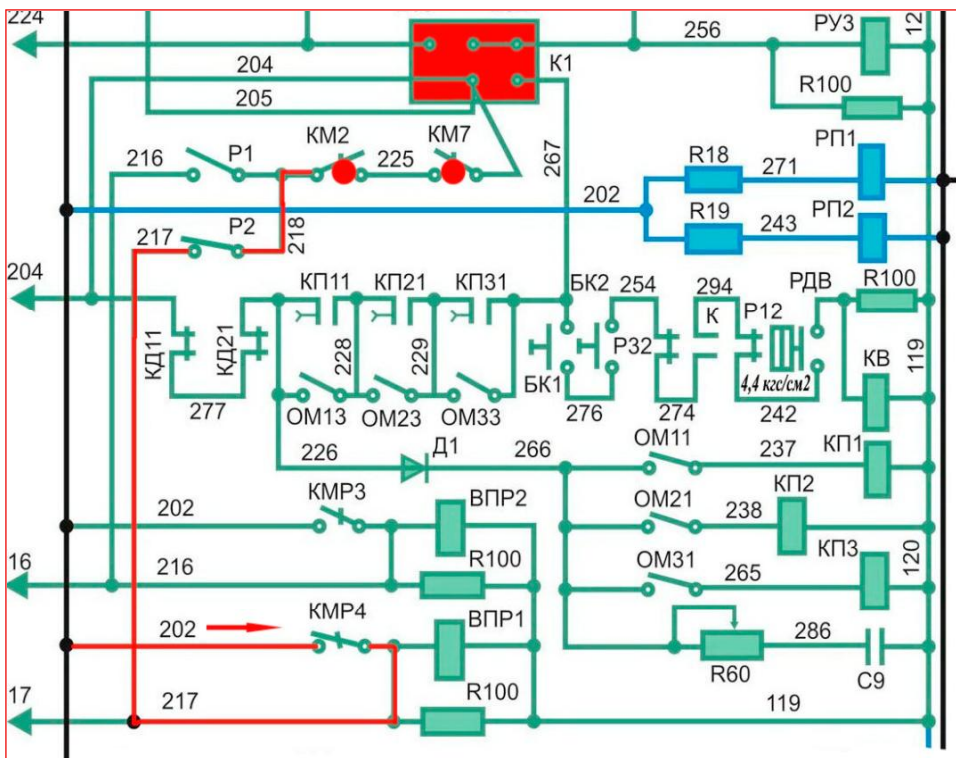 224
256
РУ3
12
204
К1
205
R100
КМ2
КМ7
РП1
216
Р1
225
267
R18
271
202
Р2
R19
243
РП2
217
218
204
КП11
КП21
КП31
БК2
254
294
РДВ
R100
К
Р12
КД11
КД21
228
229
Р32
119
БК1
4,4 кгс/см2
КВ
277
ОМ13
ОМ23
ОМ33
276
274
242
Д1
ОМ11
237
КП1
226
266
КМР3
ВПР2
ОМ21
КП2
202
238
R100
ОМ31
КП3
120
16
216
265
КМР4
ВПР1
202
286
R60
С9
R100
17
217
119